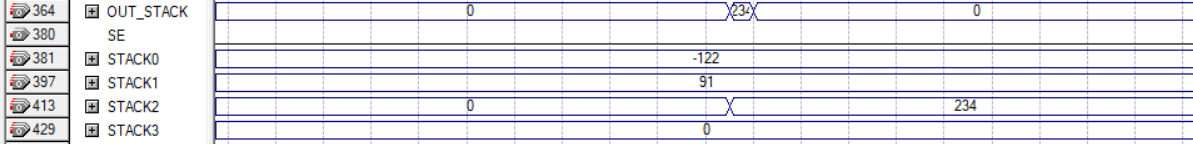 364 OUT_STACK 0 234 0
380 SE
381 STACK0 -122
397 STACK1 91
413 STACK2 0 234
429 STACK3 0